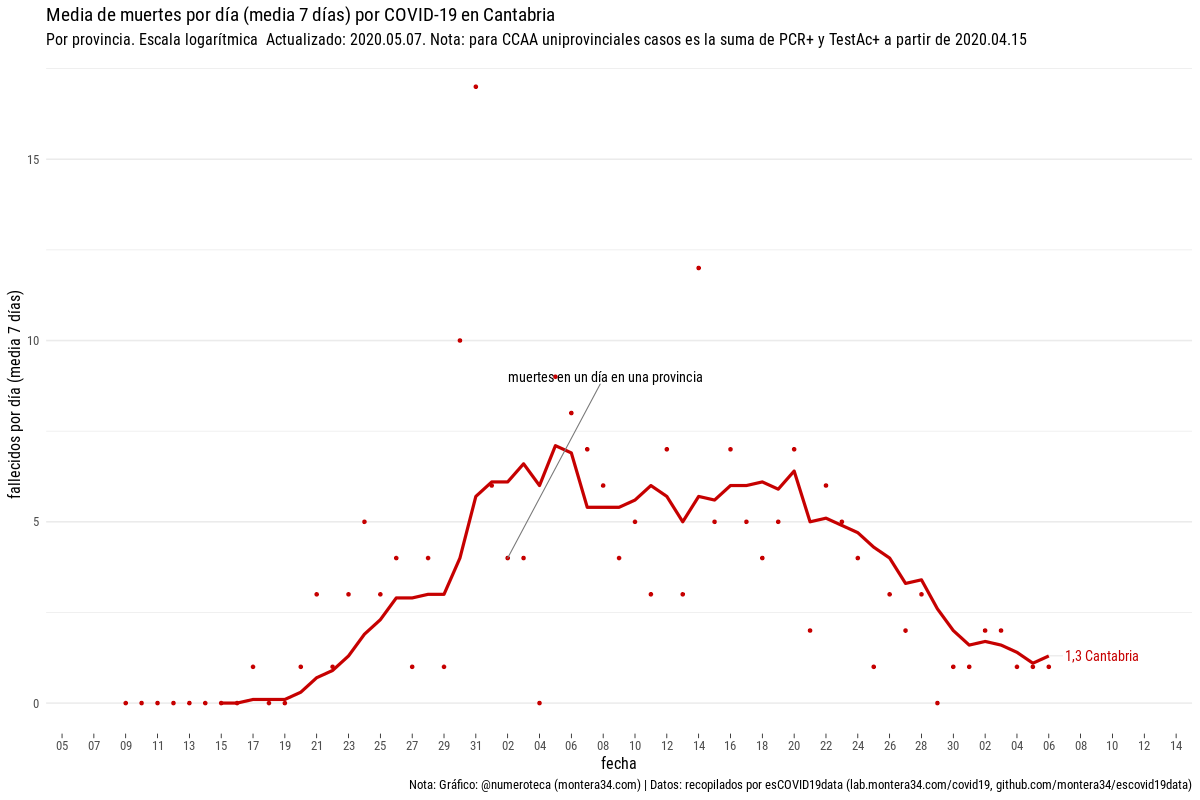 Media de muertes por día (media 7 días) por COVID-19 en Cantabria
Por provincia. Escala logarítmica  Actualizado: 2020.05.07. Nota: para CCAA uniprovinciales casos es la suma de PCR+ y TestAc+ a partir de 2020.04.15
fallecidos por día (media 7 días)
15
10
muertes en un día en una provincia
5
1,3 Cantabria
0
05 07 09 11 13 15 17 19 21 23 25 27 29 31 02 04 06 08 10 12 14 16 18 20 22 24 26 28 30 02 04 06 08 10 12 14
fecha
Nota: Gráfico: @numeroteca (montera34.com) | Datos: recopilados por esCOVID19data (lab.montera34.com/covid19, github.com/montera34/escovid19data)